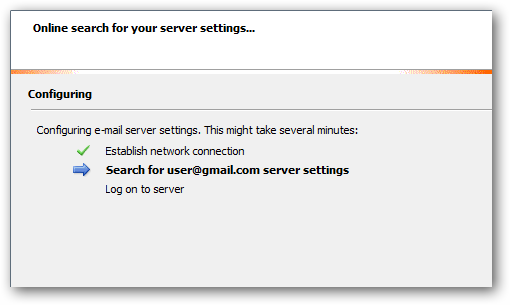 Online search for your server settings...
Configuring
Configuring e-mail server settings. This might take several minutes:
Establish network connection
Search for user@gmail.com server settings
Log on to server